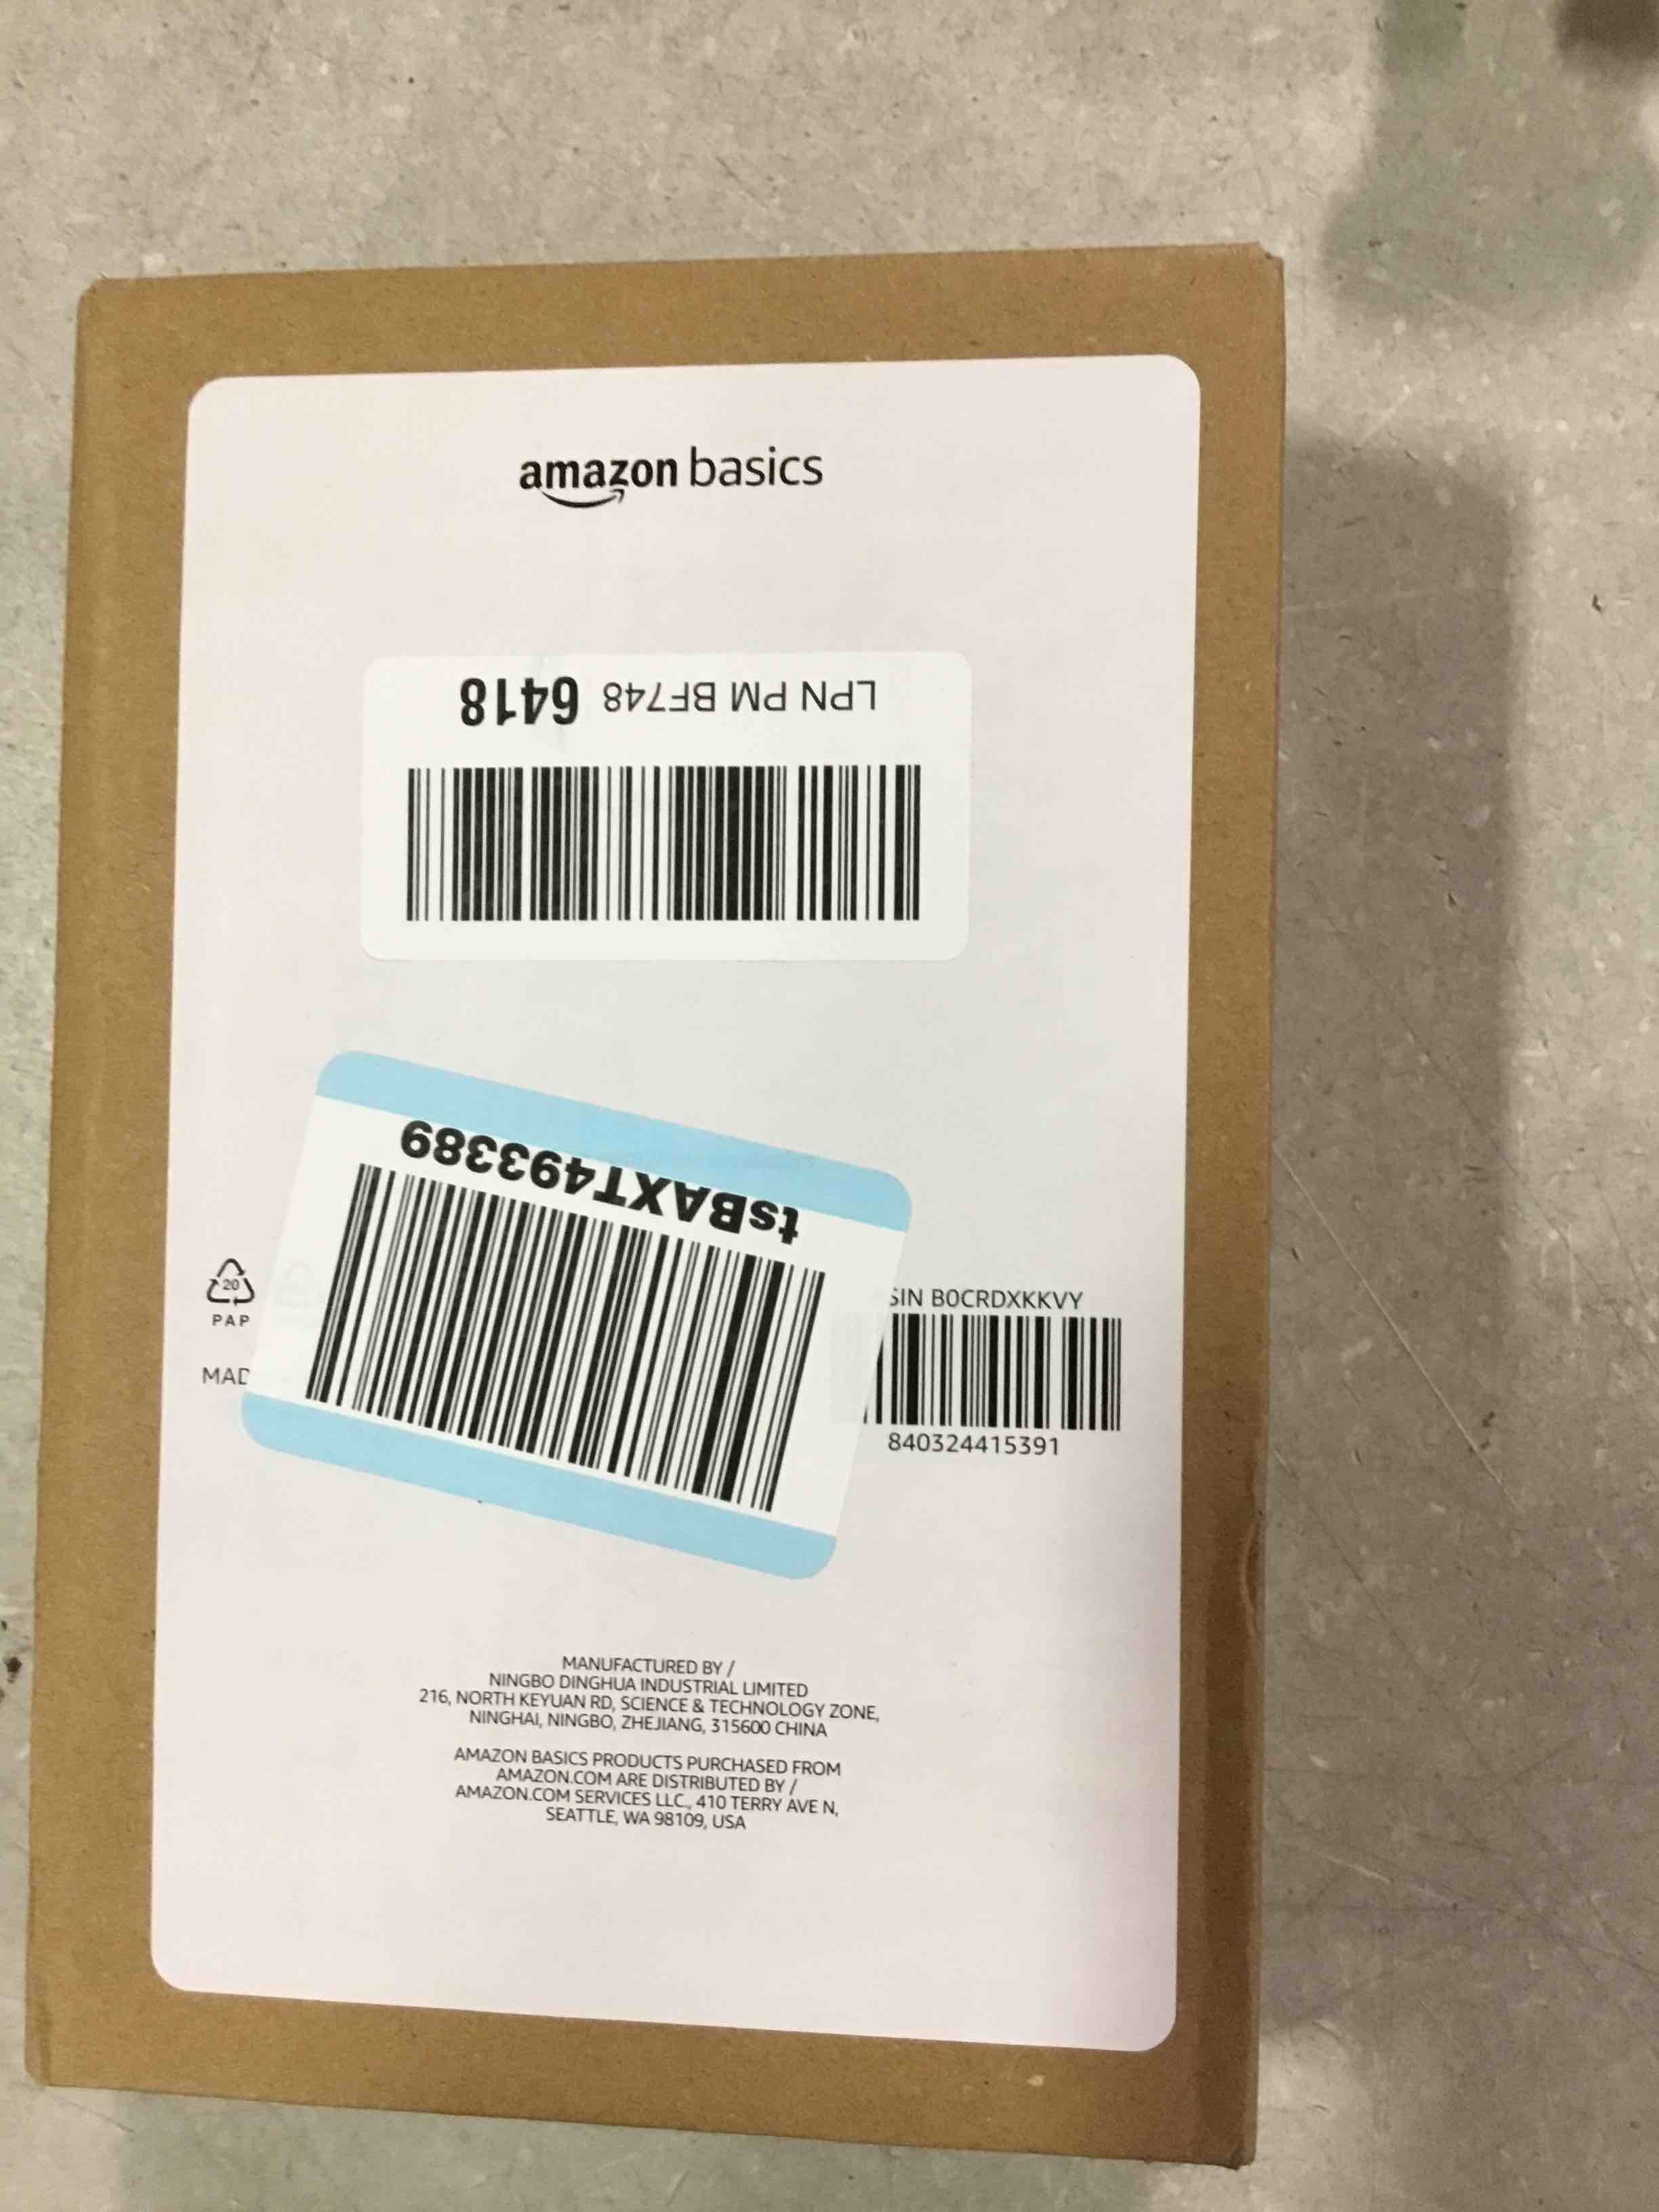 amazon basics
LPN PM BF748 6418
tsBAXT493389
20
PAP
MAD
SIN B0CRDXKKVY
840324415391
MANUFACTURED BY /
NINGBO DINGHUA INDUSTRIAL LIMITED
216, NORTH KEYUAN RD, SCIENCE & TECHNOLOGY ZONE,
NINGHAI, NINGBO, ZHEJIANG, 315600 CHINA
AMAZON BASICS PRODUCTS PURCHASED FROM
AMAZON.COM ARE DISTRIBUTED BY /
AMAZON.COM SERVICES LLC., 410 TERRY AVE N,
SEATTLE, WA 98109, USA